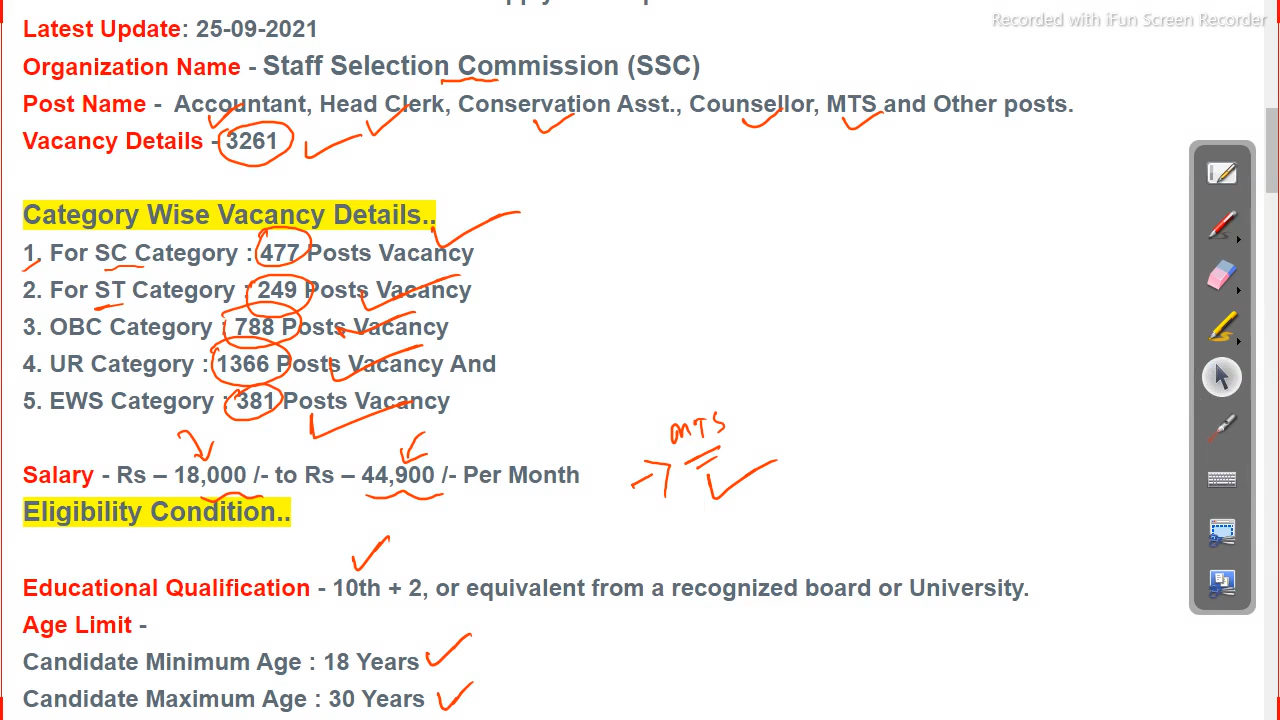 Recorded with iFun Screen Recorder
Latest Update: 25-09-2021
Organization Name - Staff Selection Commission (SSC)
Post Name - Accountant, Head Clerk, Conservation Asst., Counsellor, MTS and Other posts.
Vacancy Details - 3261
Category Wise Vacancy Details..
1. For SC Category : 477 Posts Vacancy
2. For ST Category : 249 Posts Vacancy
3. OBC Category : 788 Posts Vacancy
4. UR Category : 1366 Posts Vacancy And
5. EWS Category : 381 Posts Vacancy
MTS
Salary - Rs – 18,000 /- to Rs – 44,900 /- Per Month
Eligibility Condition..
Educational Qualification - 10th + 2, or equivalent from a recognized board or University.
Age Limit -
Candidate Minimum Age : 18 Years
Candidate Maximum Age : 30 Years